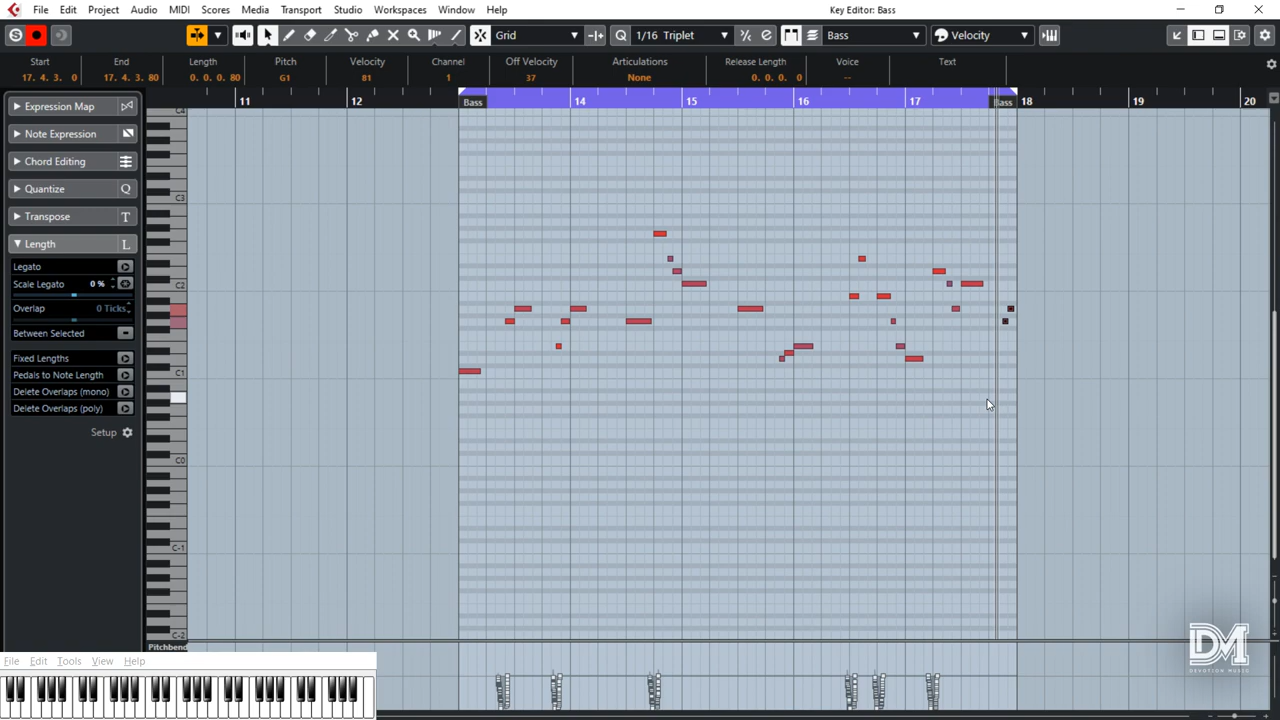 File Edit Project Audio MIDI Scores Media Transport Studio Workspaces Window Help Key Editor: Bass
Grid 1/16 Triplet Bass Velocity
Start End Length Pitch Velocity Channel Off Velocity Articulations Release Length Voice Text
17. 4. 3. 0 17. 4. 3. 80 0. 0. 0. 80 G1 81 1 37 None 0. 0. 0. 0 --
11 12 14 15 16 17 18 19 20
Bass Bass
Expression Map
Note Expression
Chord Editing
Quantize Q
Transpose T
Length L
Legato
Scale Legato 0 %
Overlap 0 Ticks
Between Selected
Fixed Lengths
Pedals to Note Length
Delete Overlaps (mono)
Delete Overlaps (poly)
Setup
C4
C3
C2
C1
C0
C-1
C-2
Pitchbend
File Edit Tools View Help
DM
DEVOTION MUSIC